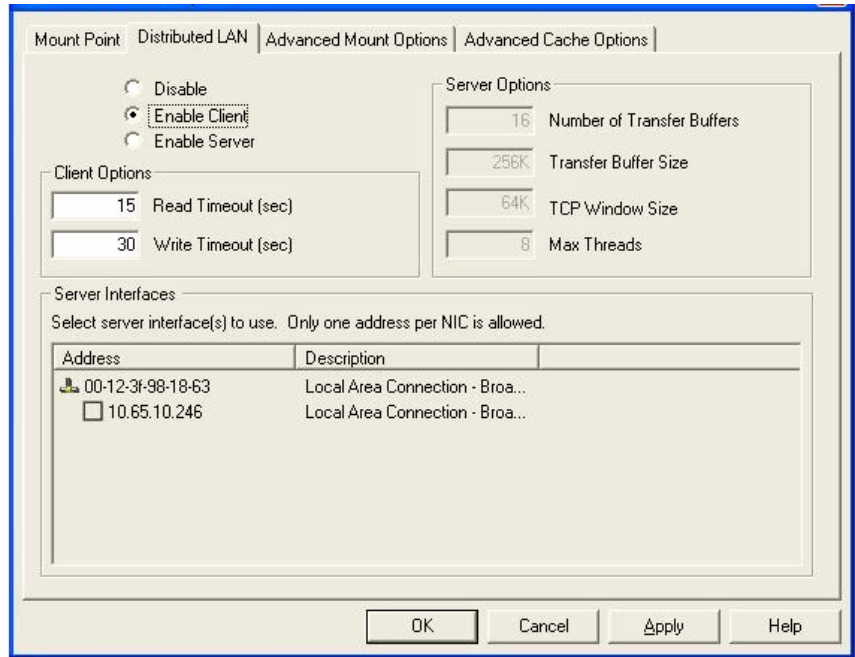 Mount Point Distributed LAN Advanced Mount Options Advanced Cache Options
Disable
Enable Client
Enable Server
Client Options
15 Read Timeout (sec)
30 Write Timeout (sec)
Server Options
16 Number of Transfer Buffers
256K Transfer Buffer Size
64K TCP Window Size
8 Max Threads
Server Interfaces
Select server interface(s) to use. Only one address per NIC is allowed.
Address Description
00-12-3f-98-18-63 Local Area Connection - Broa...
10.65.10.246 Local Area Connection - Broa...
OK Cancel Apply Help